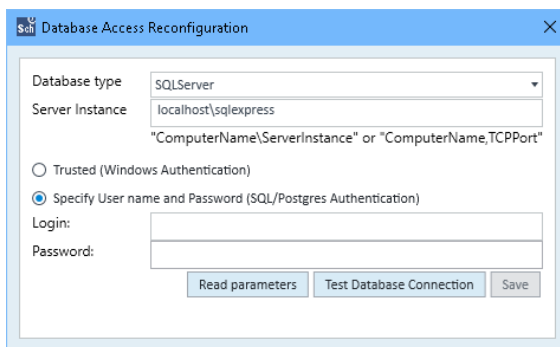 Sch Database Access Reconfiguration
Database type SQLServer
Server Instance localhost\sqlexpress
"ComputerName\ServerInstance" or "ComputerName,TCPPort"
Trusted (Windows Authentication)
Specify User name and Password (SQL/Postgres Authentication)
Login:
Password:
Read parameters Test Database Connection Save